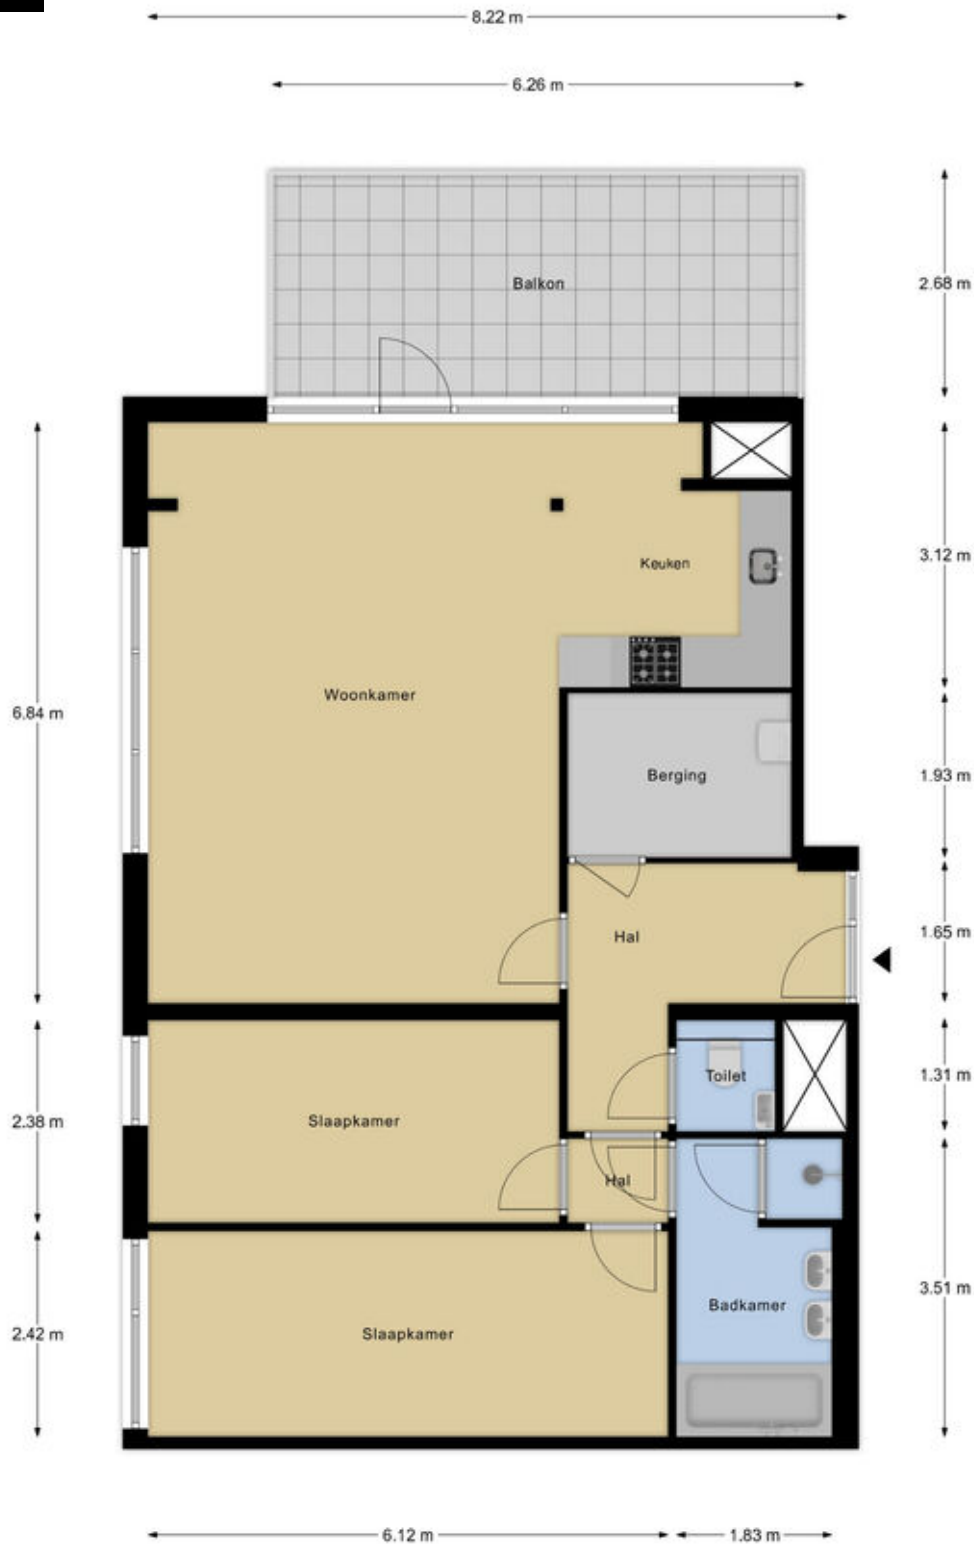 8.22 m
6.26 m
Balkon
2.68 m
Keuken
3.12 m
Woonkamer
6.84 m
Berging
1.93 m
Hal
1.65 m
Toilet
1.31 m
Slaapkamer
2.38 m
Hal
Badkamer
3.51 m
Slaapkamer
2.42 m
6.12 m
1.83 m